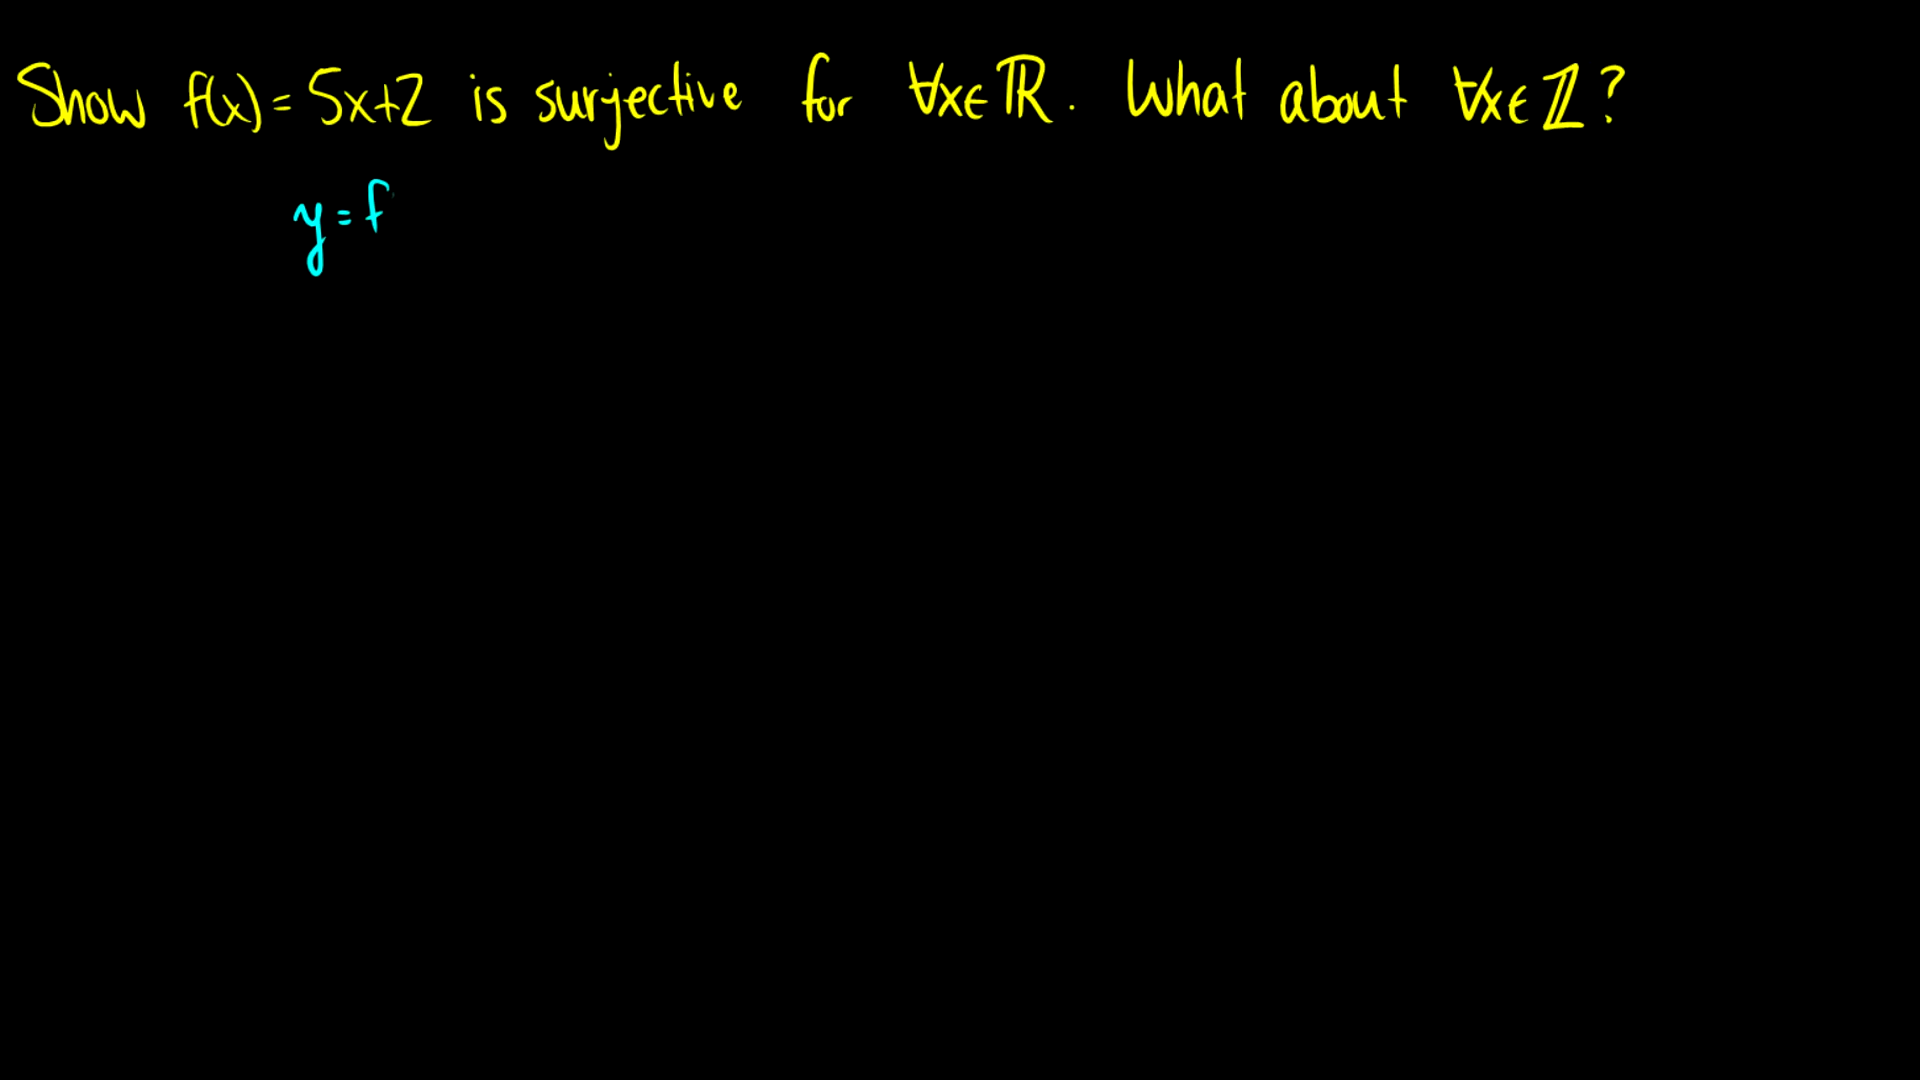 Show f(x) = 5x+2 is surjective for ∀x∈ℝ. What about ∀x∈ℤ?
y = f